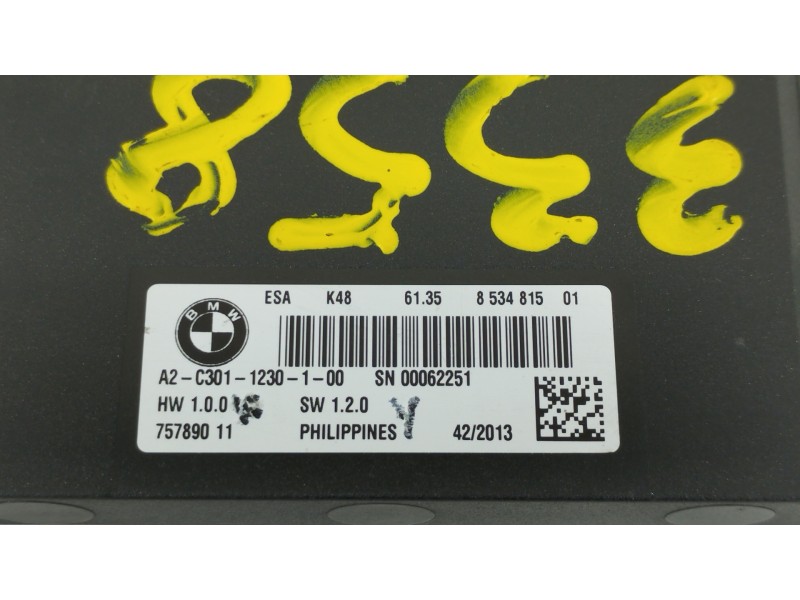 ESA K48 61.35 8 534 815 01
BMW
A2-C301-1230-1-00 SN 00062251
HW 1.0.0 SW 1.2.0
757890 11 PHILIPPINES 42/2013